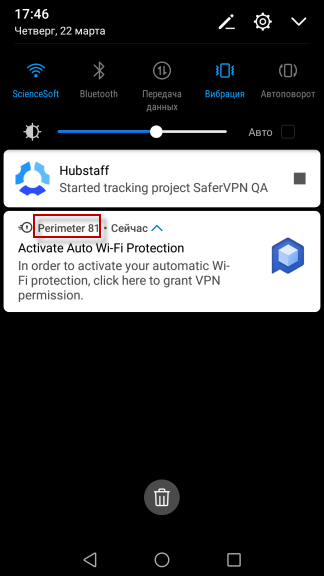 17:46
Четверг, 22 марта
ScienceSoft
Bluetooth
Передача
данных
Вибрация
Автоповорот
Авто
Hubstaff
Started tracking project SaferVPN QA
Perimeter 81 • Сейчас
Activate Auto Wi-Fi Protection
In order to activate your automatic Wi-
Fi protection, click here to grant VPN
permission.